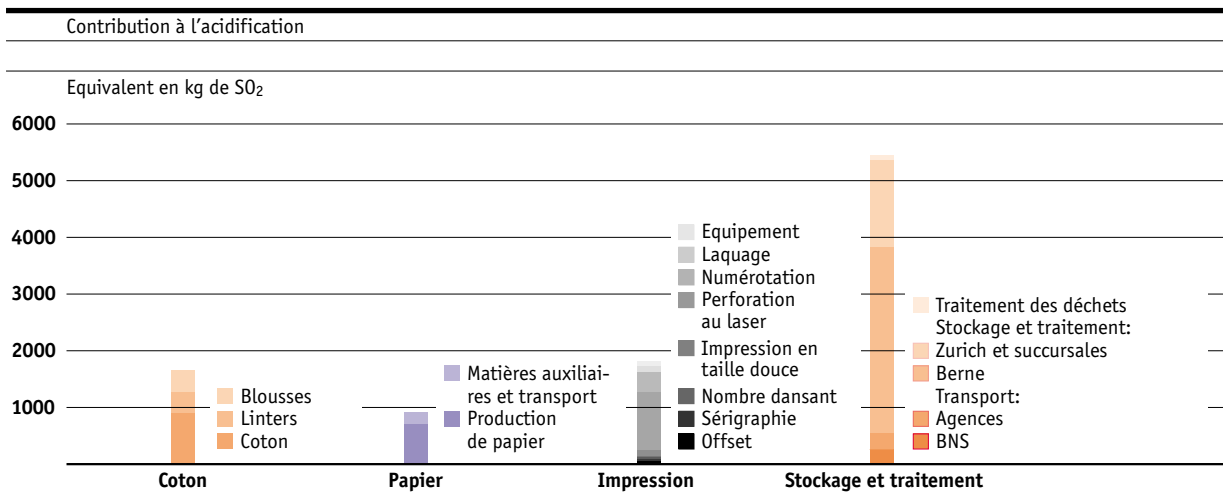 Contribution à l'acidification
Equivalent en kg de SO₂
6000
5000
4000
3000
2000
1000
Blousses
Linters
Coton
Matières auxiliai-
res et transport
Production
de papier
Equipement
Laquage
Numérotation
Perforation
au laser
Impression en
taille douce
Nombre dansant
Sérigraphie
Offset
Traitement des déchets
Stockage et traitement:
Zurich et succursales
Berne
Transport:
Agences
BNS
Coton
Papier
Impression
Stockage et traitement